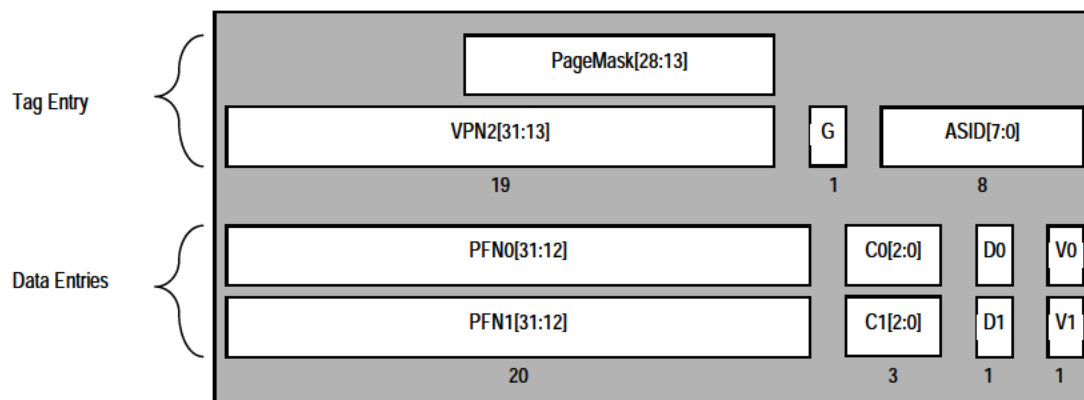 PageMask[28:13]
Tag Entry
VPN2[31:13] G ASID[7:0]
19 1 8
PFN0[31:12] C0[2:0] D0 V0
Data Entries
PFN1[31:12] C1[2:0] D1 V1
20 3 1 1